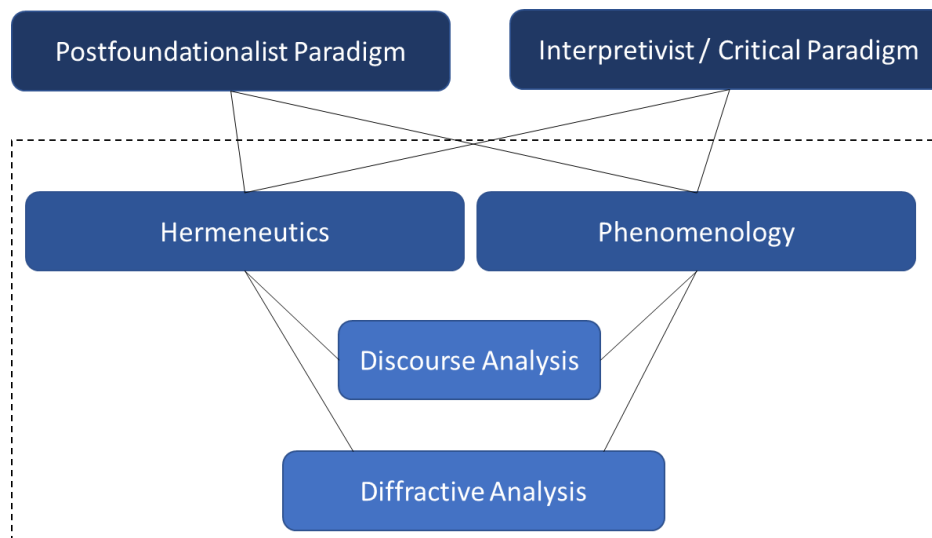 Postfoundationalist Paradigm
Interpretivist / Critical Paradigm
Hermeneutics
Phenomenology
Discourse Analysis
Diffractive Analysis